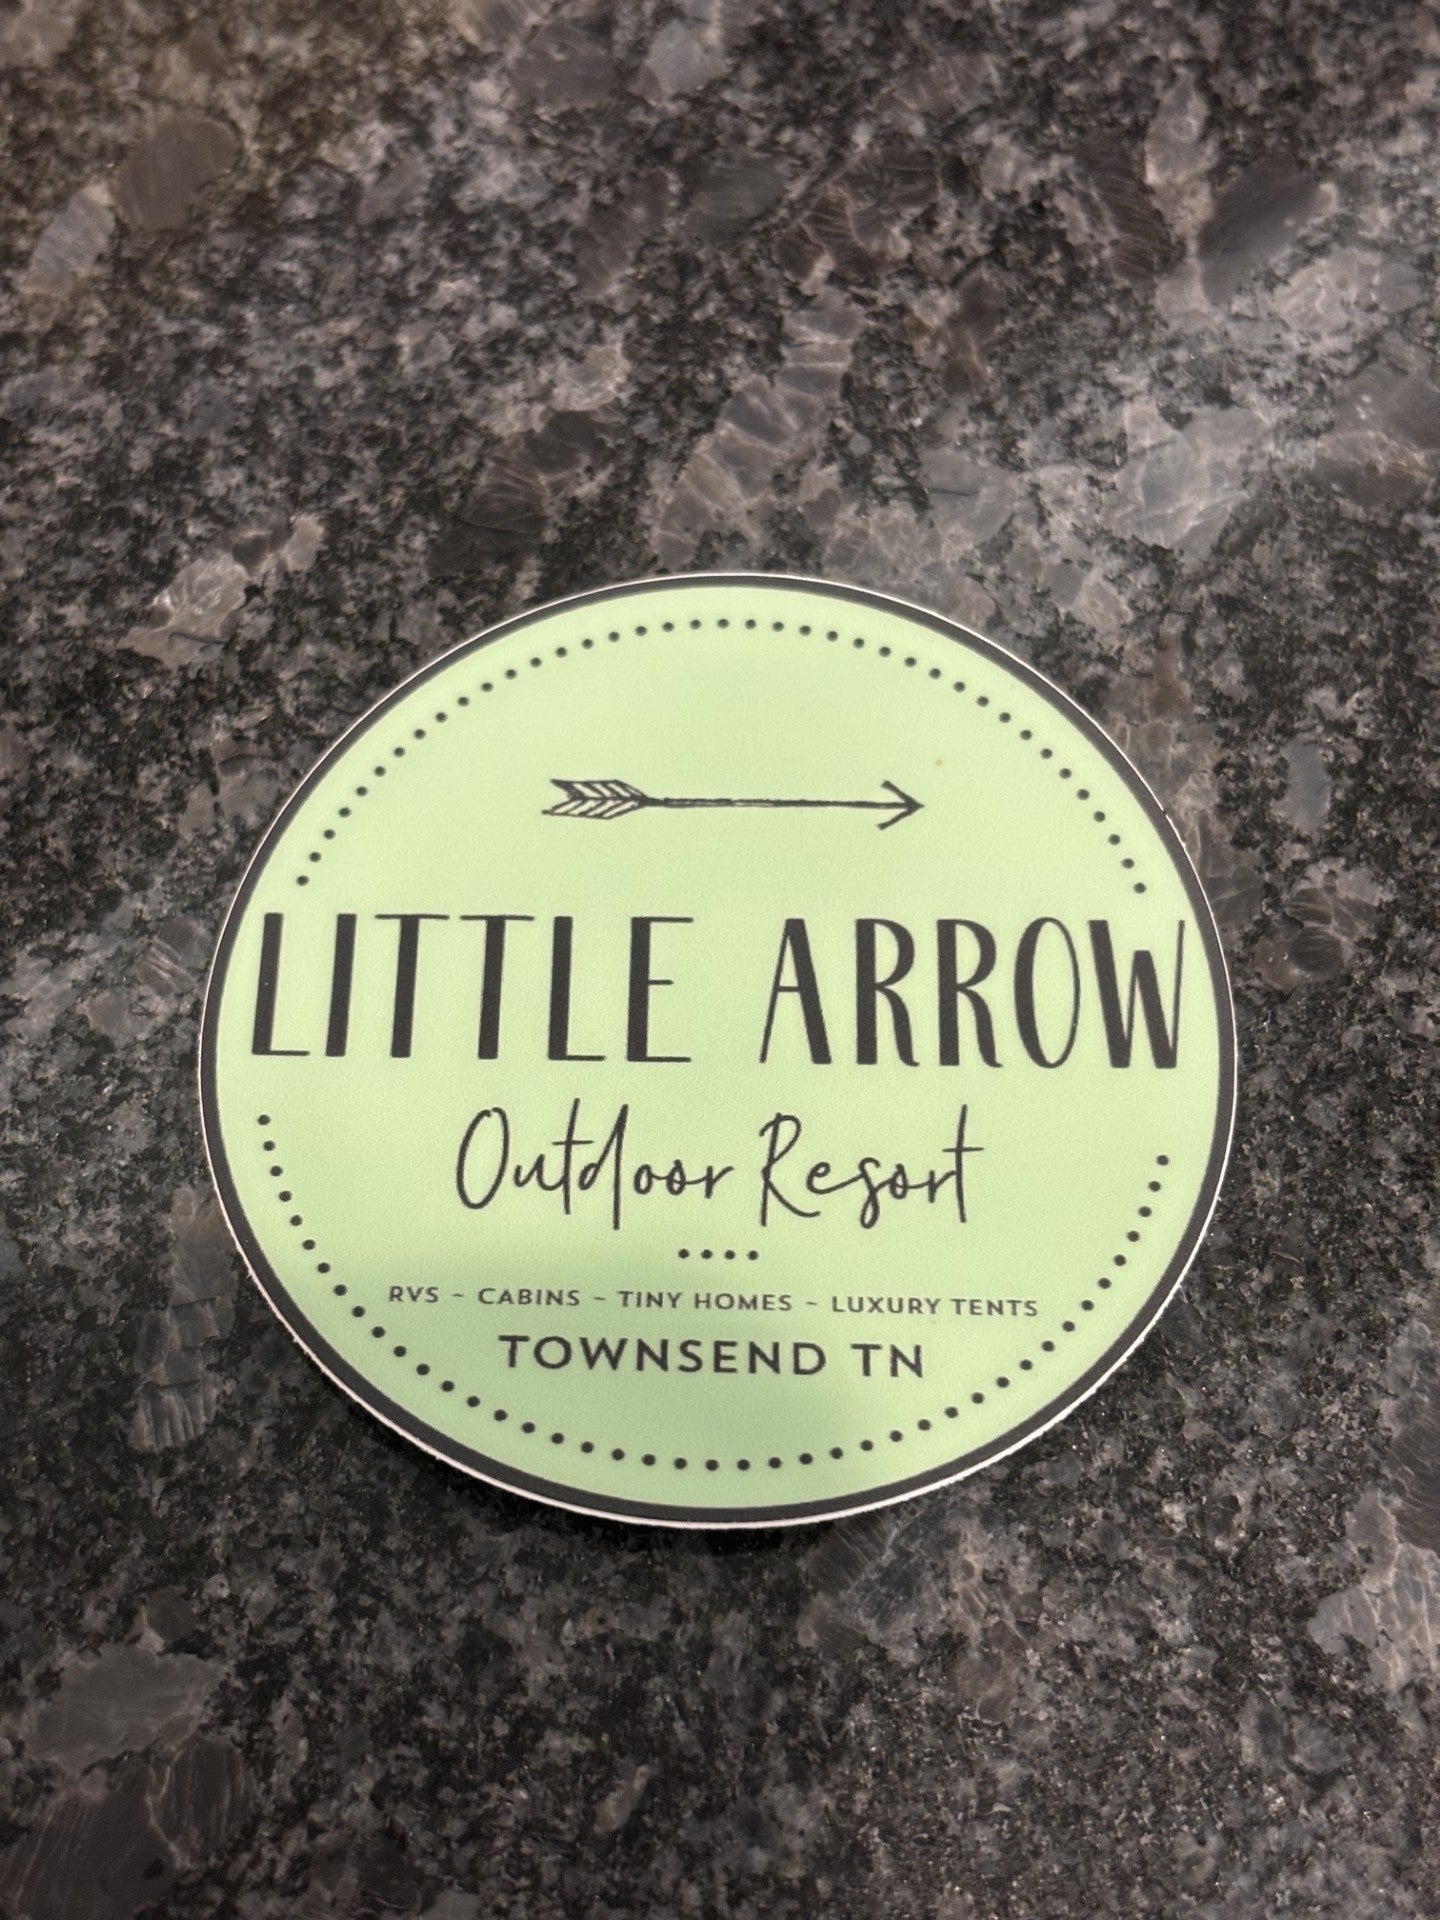 LITTLE ARROW
Outdoor Resort
RVS ~ CABINS ~ TINY HOMES ~ LUXURY TENTS
TOWNSEND TN